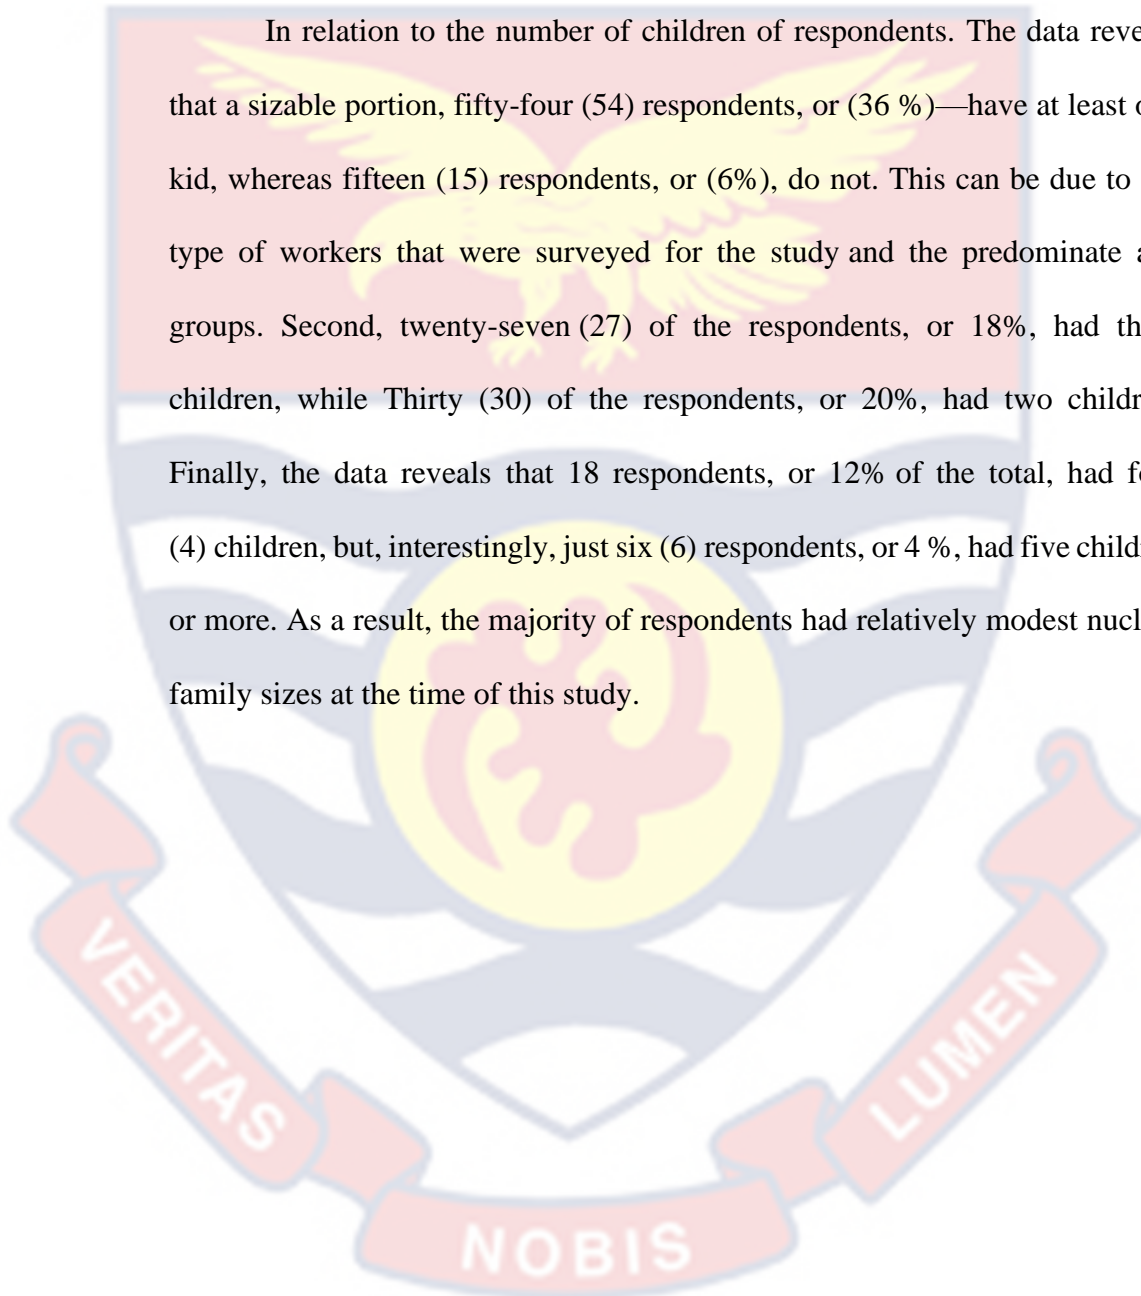 In relation to the number of children of respondents. The data reve
that a sizable portion, fifty-four (54) respondents, or (36 %)—have at least o
kid, whereas fifteen (15) respondents, or (6%), do not. This can be due to
type of workers that were surveyed for the study and the predominate a
groups. Second, twenty-seven (27) of the respondents, or 18%, had th
children, while Thirty (30) of the respondents, or 20%, had two childr
Finally, the data reveals that 18 respondents, or 12% of the total, had fo
(4) children, but, interestingly, just six (6) respondents, or 4 %, had five child
or more. As a result, the majority of respondents had relatively modest nucl
family sizes at the time of this study.
VERITAS
NOBIS
LUMEN